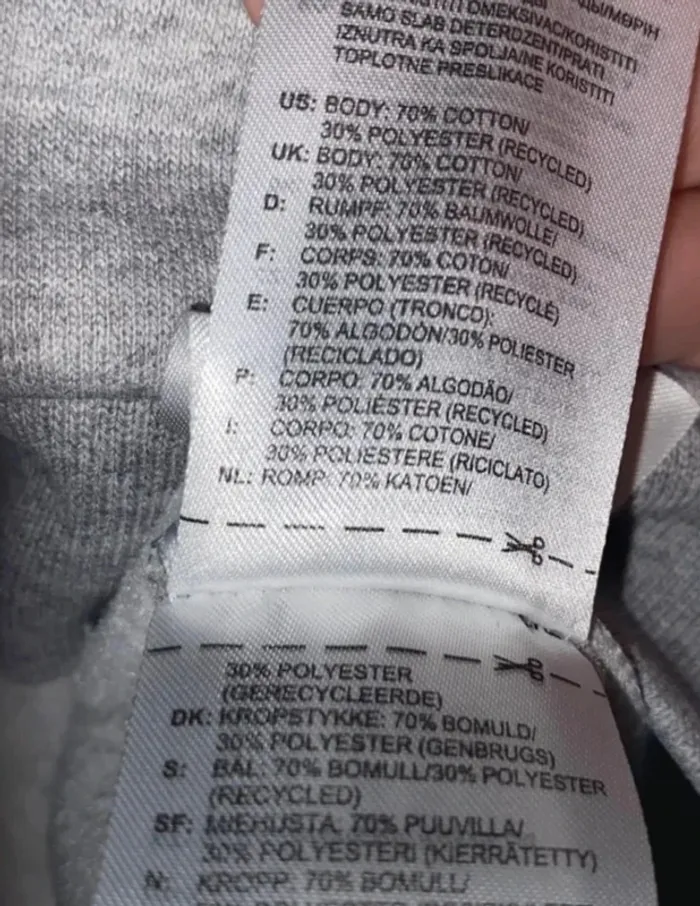 SAMO SLAB DETERDZENT/PRATI
IZNUTRA KA SPOLJA/NE KORISTITI
TOPLOTNE PRESLIKACE
US: BODY: 70% COTTON/
30% POLYESTER (RECYCLED)
UK: BODY: 70% COTTON/
30% POLYESTER (RECYCLED)
D: RUMPF: 70% BAUMWOLLE/
30% POLYESTER (RECYCLED)
F: CORPS: 70% COTON/
30% POLYESTER (RECYCLÉ)
E: CUERPO (TRONCO):
70% ALGODÓN/30% POLIESTER
(RECICLADO)
P: CORPO: 70% ALGODÃO/
30% POLIÉSTER (RECYCLED)
I: CORPO: 70% COTONE/
30% POLIESTERE (RICICLATO)
NL: ROMP: 70% KATOEN/
30% POLYESTER
(GERECYCLEERDE)
DK: KROPSTYKKE: 70% BOMULD/
30% POLYESTER (GENBRUGS)
S: BÅL: 70% BOMULL/30% POLYESTER
(RECYCLED)
SF: MIEHUSTA: 70% PUUVILLA/
30% POLYESTERI (KIERRÄTETTY)
N: KROPP: 70% BOMULL/